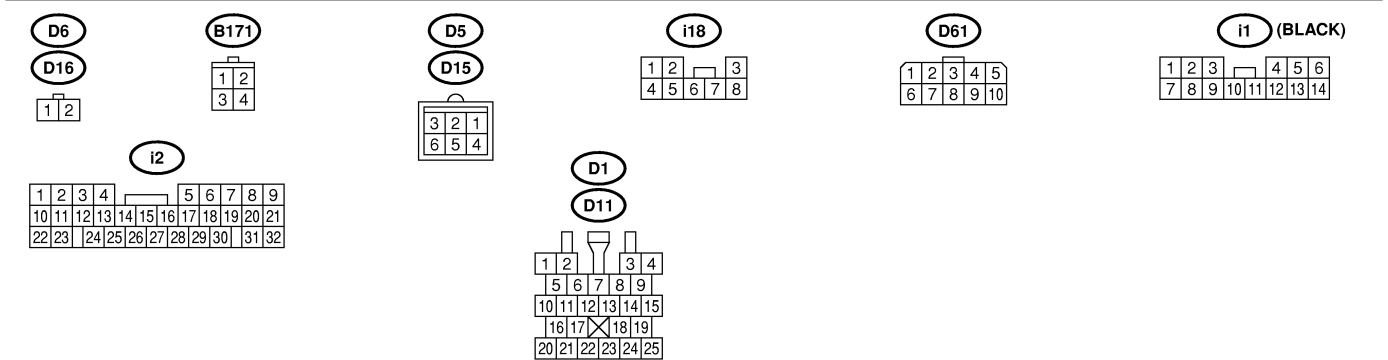 D6
D16
1 2
B171
1 2
3 4
D5
D15
3 2 1
6 5 4
i18
1 2 3
4 5 6 7 8
D61
1 2 3 4 5
6 7 8 9 10
i1 (BLACK)
1 2 3 4 5 6
7 8 9 10 11 12 13 14
i2
1 2 3 4 5 6 7 8 9
10 11 12 13 14 15 16 17 18 19 20 21
22 23 24 25 26 27 28 29 30 31 32
D1
D11
1 2 3 4
5 6 7 8 9
10 11 12 13 14 15
16 17 18 19
20 21 22 23 24 25